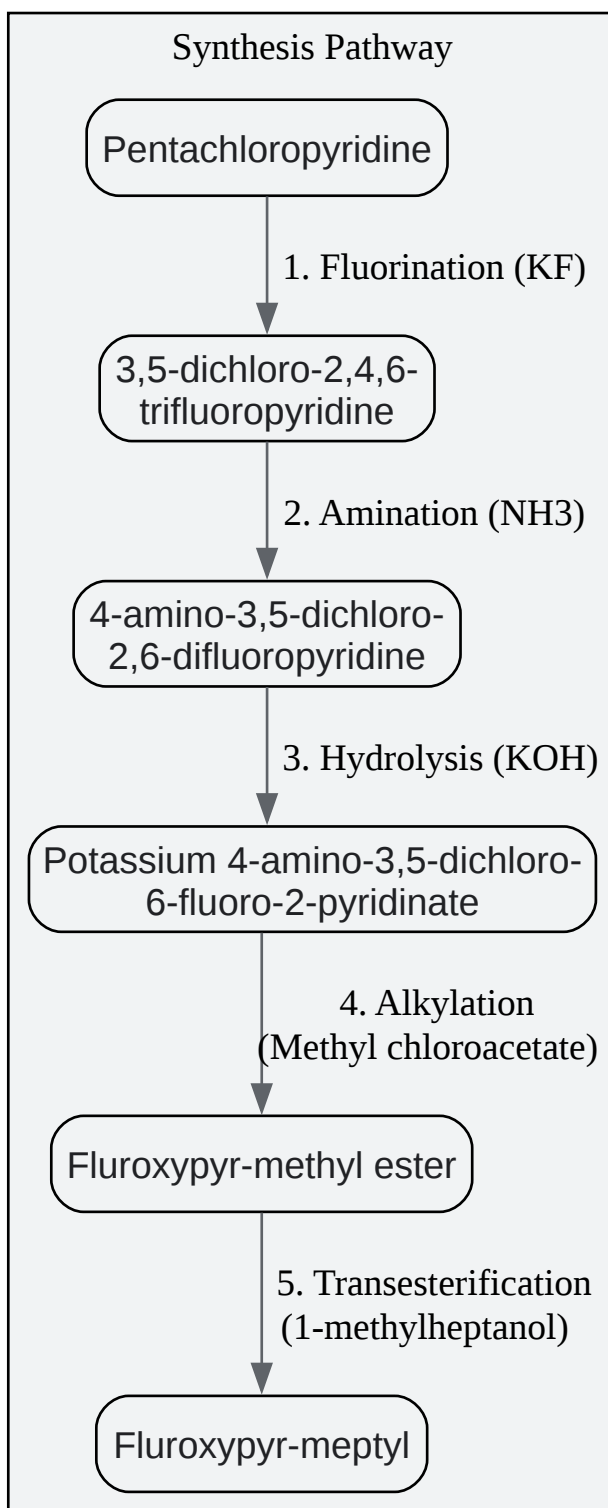 Synthesis Pathway
Pentachloropyridine
1. Fluorination (KF)
3,5-dichloro-2,4,6-
trifluoropyridine
2. Amination (NH3)
4-amino-3,5-dichloro-
2,6-difluoropyridine
3. Hydrolysis (KOH)
Potassium 4-amino-3,5-dichloro-
6-fluoro-2-pyridinate
4. Alkylation
(Methyl chloroacetate)
Fluroxypyr-methyl ester
5. Transesterification
(1-methylheptanol)
Fluroxypyr-meptyl